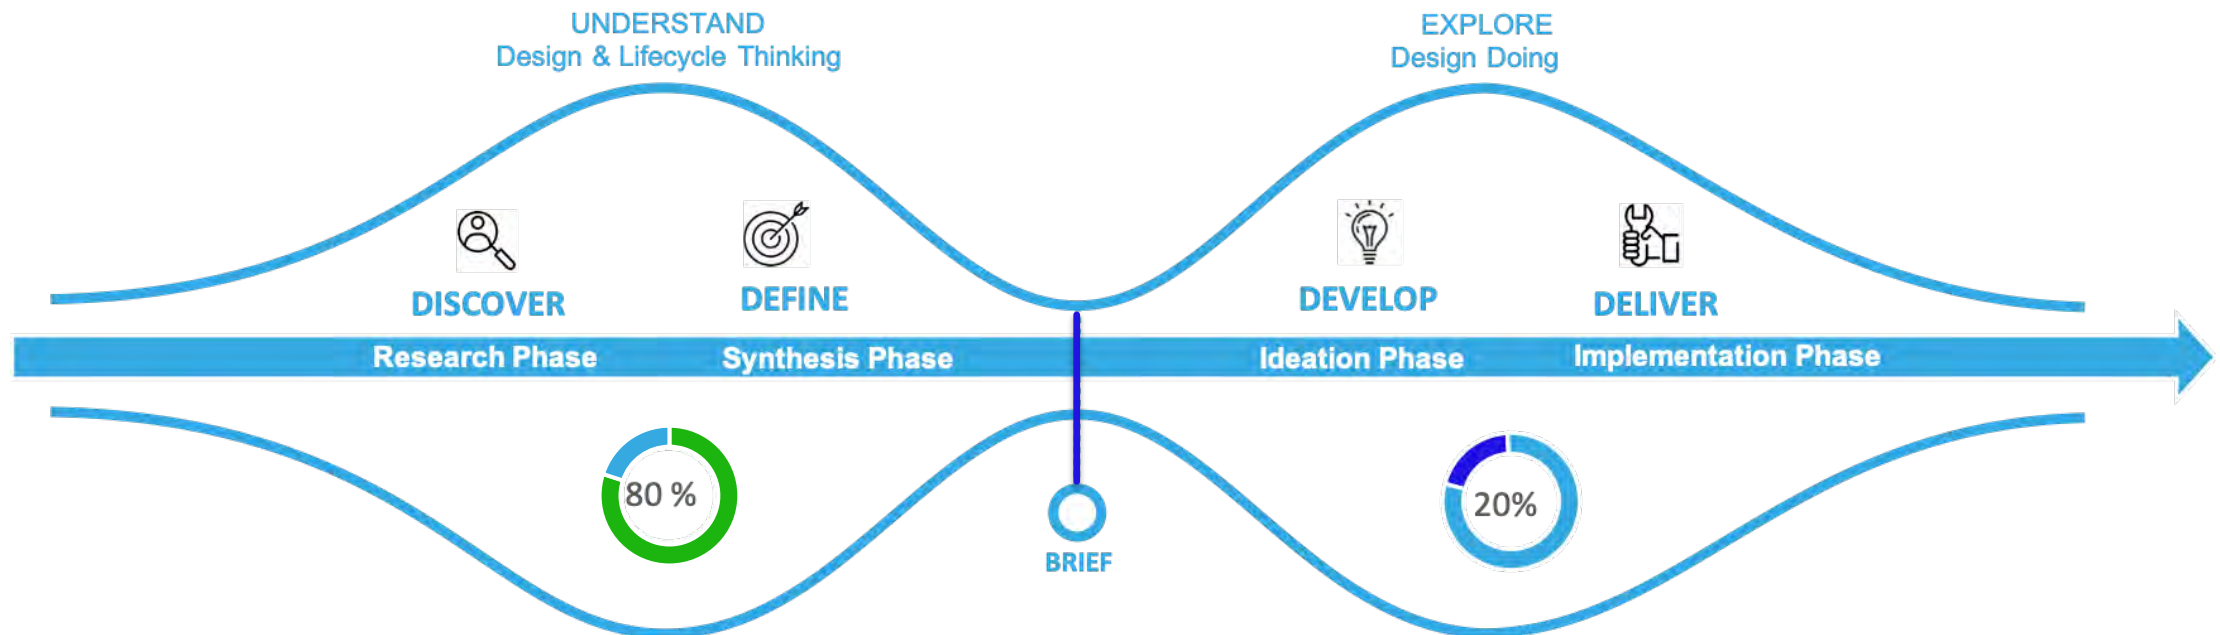 UNDERSTAND
Design & Lifecycle Thinking
EXPLORE
Design Doing
DISCOVER
DEFINE
DEVELOP
DELIVER
Research Phase
Synthesis Phase
Ideation Phase
Implementation Phase
80 %
20%
BRIEF